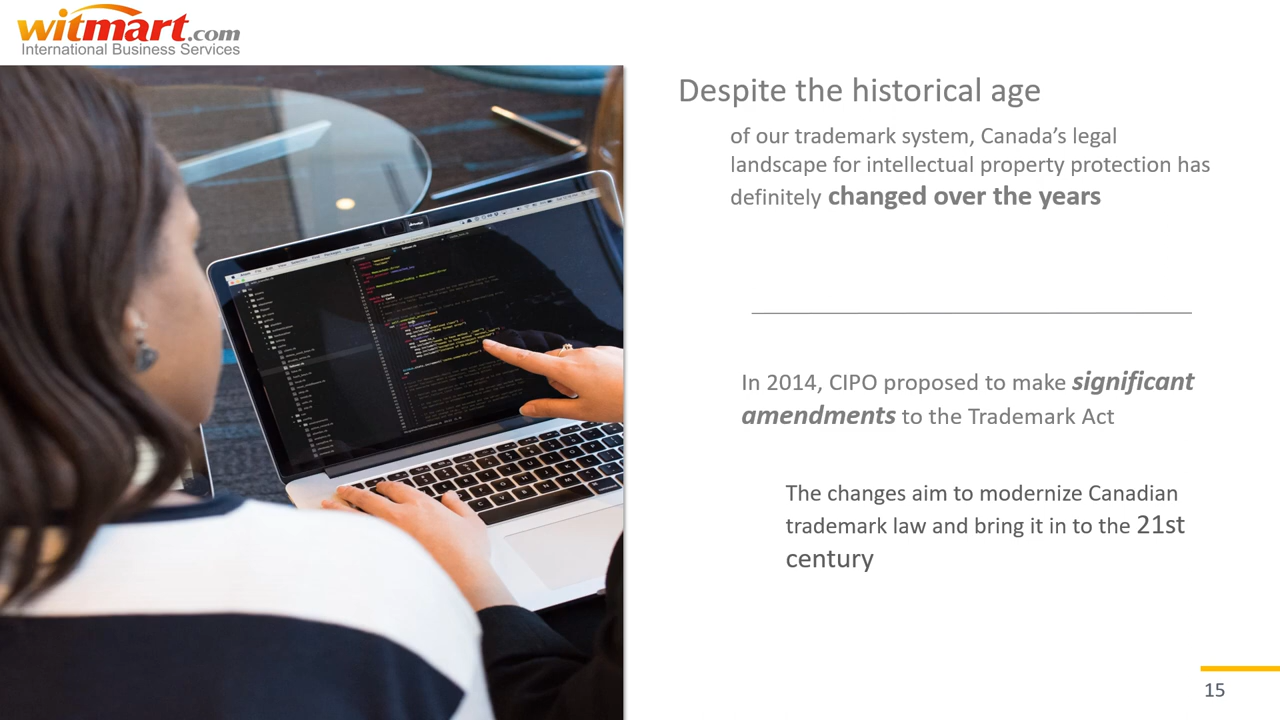 witmart.com
International Business Services
Despite the historical age
of our trademark system, Canada’s legal
landscape for intellectual property protection has
definitely changed over the years
In 2014, CIPO proposed to make significant
amendments to the Trademark Act
The changes aim to modernize Canadian
trademark law and bring it in to the 21st
century
15